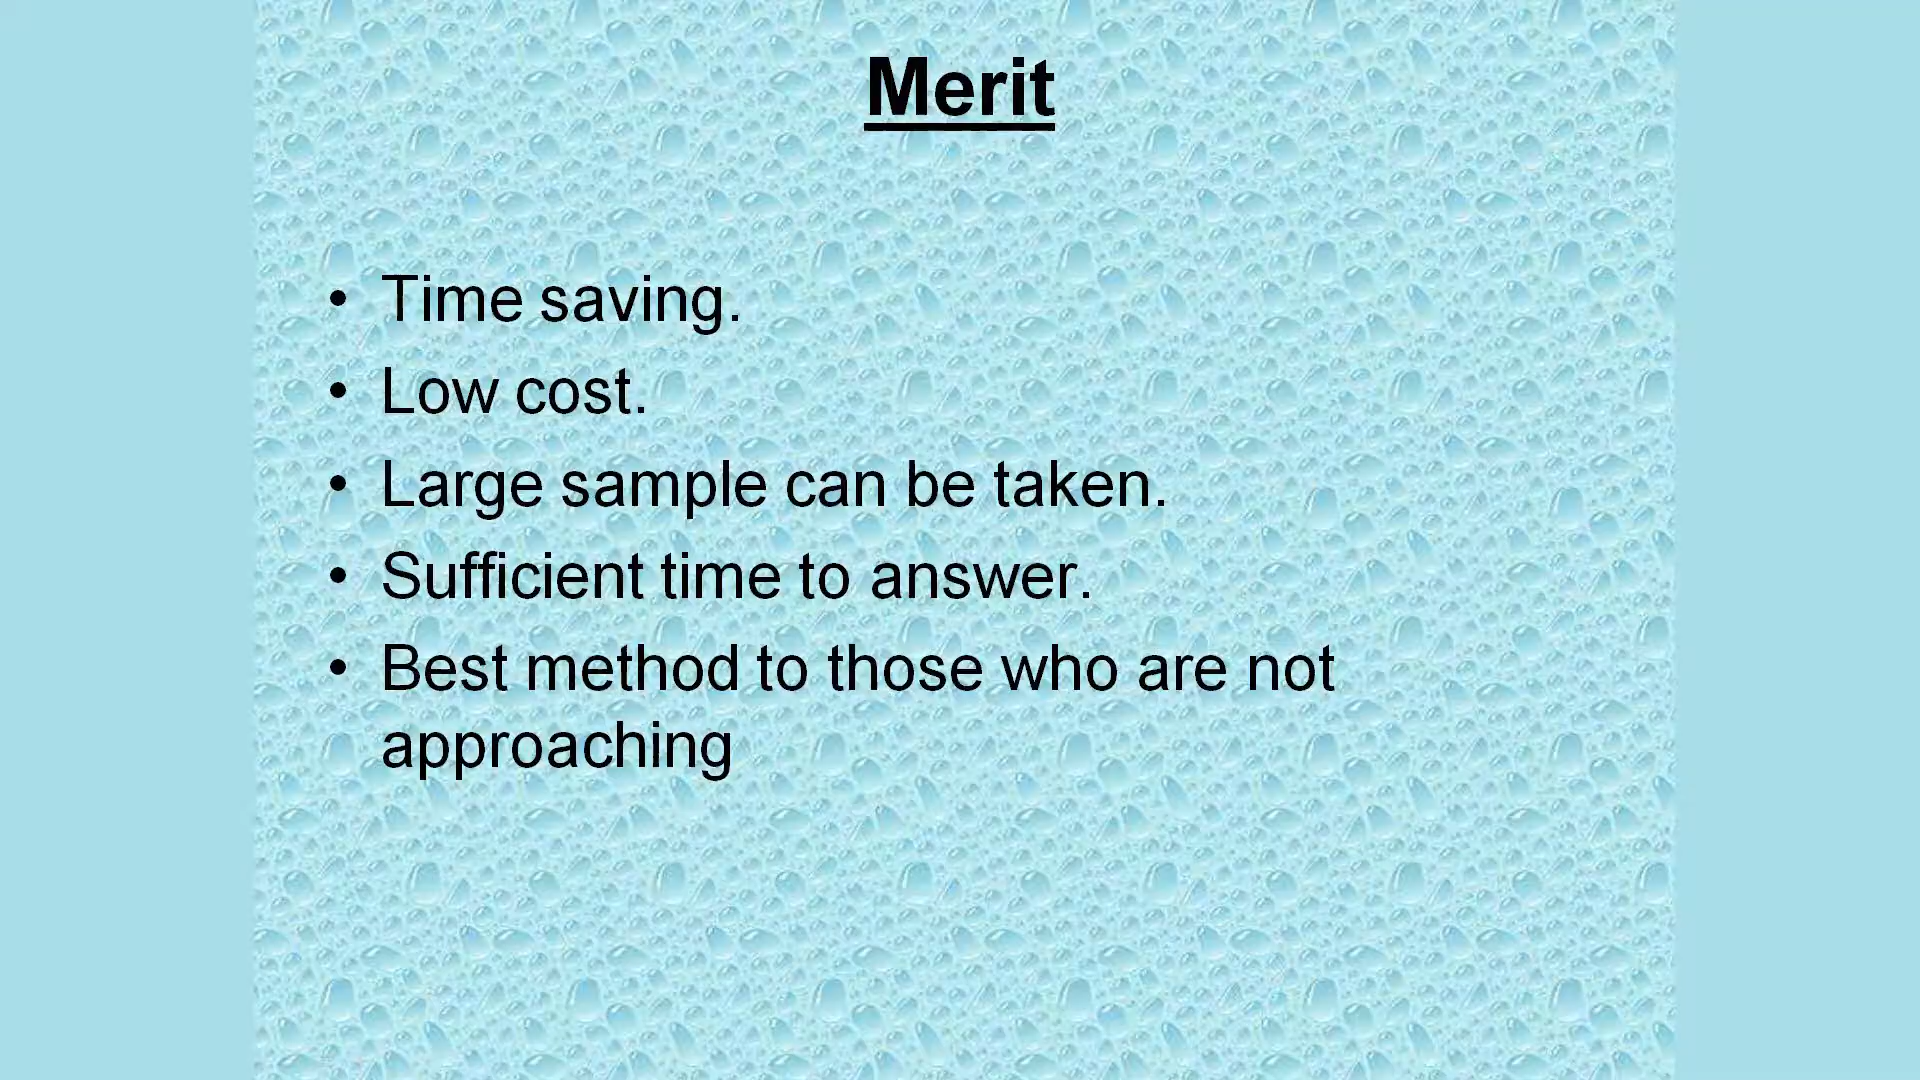 Merit
• Time saving.
• Low cost.
• Large sample can be taken.
• Sufficient time to answer.
• Best method to those who are not
approaching